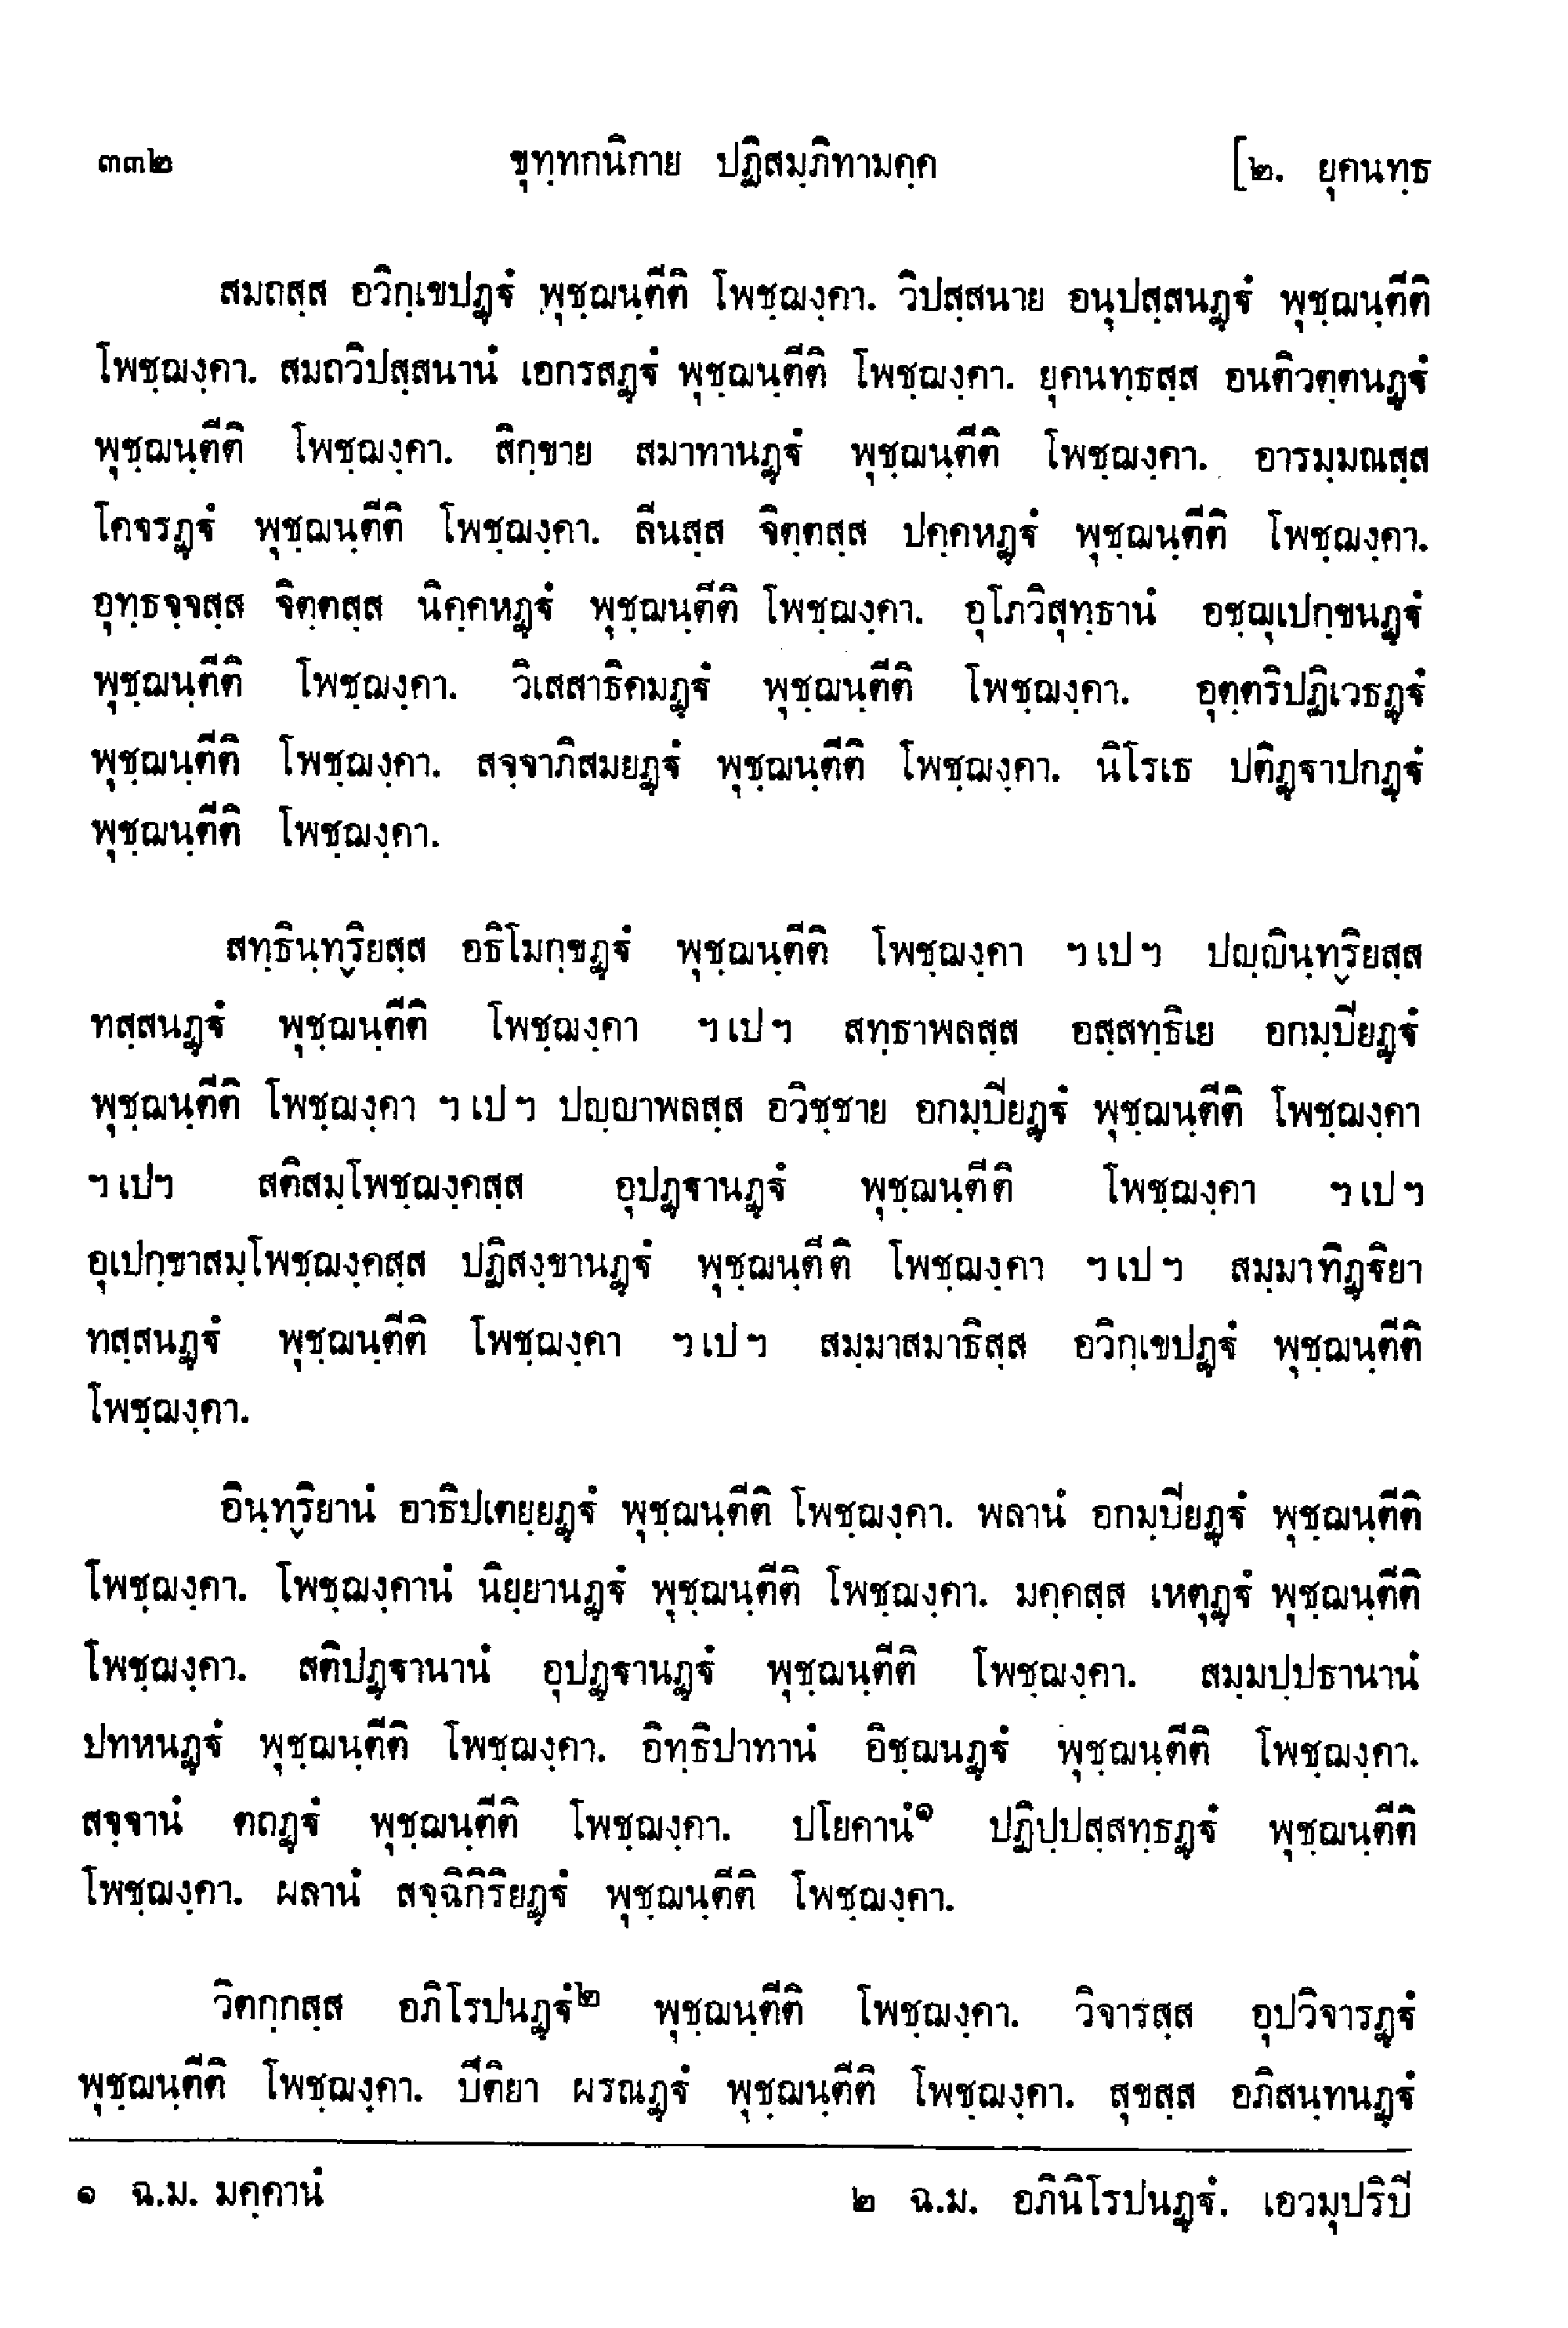 ๓๓๒ ขุทฺทกนิกาย ปฏิสมฺภิทามคฺค [๒. ยุคนทฺธ
สมถสฺส อวิกฺเขปฏฺฐํ พุชฺฌนฺตีติ โพชฺฌงฺคา. วิปสฺสนาย อนุปสฺสนฏฺฐํ พุชฺฌนฺตีติ
โพชฺฌงฺคา. สมถวิปสฺสนานํ เอกรสฏฺฐํ พุชฺฌนฺตีติ โพชฺฌงฺคา. ยุคนทฺธสฺส อนติวตฺตนฏฺฐํ
พุชฺฌนฺตีติ โพชฺฌงฺคา. สิกฺขาย สมาทานฏฺฐํ พุชฺฌนฺตีติ โพชฺฌงฺคา. อารมฺมณสฺส
โคจรฏฺฐํ พุชฺฌนฺตีติ โพชฺฌงฺคา. ลีนสฺส จิตฺตสฺส ปคฺคหฏฺฐํ พุชฺฌนฺตีติ โพชฺฌงฺคา.
อุทฺธจฺจสฺส จิตฺตสฺส นิคฺคหฏฺฐํ พุชฺฌนฺตีติ โพชฺฌงฺคา. อุโภวิสุทฺธานํ อชฺฌุเปกฺขนฏฺฐํ
พุชฺฌนฺตีติ โพชฺฌงฺคา. วิเสสาธิคมฏฺฐํ พุชฺฌนฺตีติ โพชฺฌงฺคา. อุตฺตริปฏิเวธฏฺฐํ
พุชฺฌนฺตีติ โพชฺฌงฺคา. สจฺจาภิสมยฏฺฐํ พุชฺฌนฺตีติ โพชฺฌงฺคา. นิโรเธ ปติฏฺฐาปกฏฺฐํ
พุชฺฌนฺตีติ โพชฺฌงฺคา.
สทฺธินฺทฺริยสฺส อธิโมกฺขฏฺฐํ พุชฺฌนฺตีติ โพชฺฌงฺคา ฯเปฯ ปญฺญินฺทฺริยสฺส
ทสฺสนฏฺฐํ พุชฺฌนฺตีติ โพชฺฌงฺคา ฯเปฯ สทฺธาพลสฺส อสฺสทฺธิเย อกมฺปิยฏฺฐํ
พุชฺฌนฺตีติ โพชฺฌงฺคา ฯเปฯ ปญฺญาพลสฺส อวิชฺชาย อกมฺปิยฏฺฐํ พุชฺฌนฺตีติ โพชฺฌงฺคา
ฯเปฯ สติสมฺโพชฺฌงฺคสฺส อุปฏฺฐานฏฺฐํ พุชฺฌนฺตีติ โพชฺฌงฺคา ฯเปฯ
อุเปกฺขาสมฺโพชฺฌงฺคสฺส ปฏิสงฺขานฏฺฐํ พุชฺฌนฺตีติ โพชฺฌงฺคา ฯเปฯ สมฺมาทิฏฺฐิยา
ทสฺสนฏฺฐํ พุชฺฌนฺตีติ โพชฺฌงฺคา ฯเปฯ สมฺมาสมาธิสฺส อวิกฺเขปฏฺฐํ พุชฺฌนฺตีติ
โพชฺฌงฺคา.
อินฺทฺริยานํ อาธิปเตยฺยฏฺฐํ พุชฺฌนฺตีติ โพชฺฌงฺคา. พลานํ อกมฺปิยฏฺฐํ พุชฺฌนฺตีติ
โพชฺฌงฺคา. โพชฺฌงฺคานํ นิยฺยานฏฺฐํ พุชฺฌนฺตีติ โพชฺฌงฺคา. มคฺคสฺส เหตุฏฺฐํ พุชฺฌนฺตีติ
โพชฺฌงฺคา. สติปฏฺฐานานํ อุปฏฺฐานฏฺฐํ พุชฺฌนฺตีติ โพชฺฌงฺคา. สมฺมปฺปธานานํ
ปทหนฏฺฐํ พุชฺฌนฺตีติ โพชฺฌงฺคา. อิทฺธิปาทานํ อิชฺฌนฏฺฐํ พุชฺฌนฺตีติ โพชฺฌงฺคา.
สจฺจานํ ตถฏฺฐํ พุชฺฌนฺตีติ โพชฺฌงฺคา. ปโยคานํ๑ ปฏิปฺปสฺสทฺธฏฺฐํ พุชฺฌนฺตีติ
โพชฺฌงฺคา. ผลานํ สจฺฉิกิริยฏฺฐํ พุชฺฌนฺตีติ โพชฺฌงฺคา.
วิตกฺกสฺส อภิโรปนฏฺฐํ๒ พุชฺฌนฺตีติ โพชฺฌงฺคา. วิจารสฺส อุปวิจารฏฺฐํ
พุชฺฌนฺตีติ โพชฺฌงฺคา. ปีติยา ผรณฏฺฐํ พุชฺฌนฺตีติ โพชฺฌงฺคา. สุขสฺส อภิสนฺทนฏฺฐํ
๑ ฉ.ม. มคฺคานํ ๒ ฉ.ม. อภินิโรปนฏฺฐํ. เอวมุปริปิ